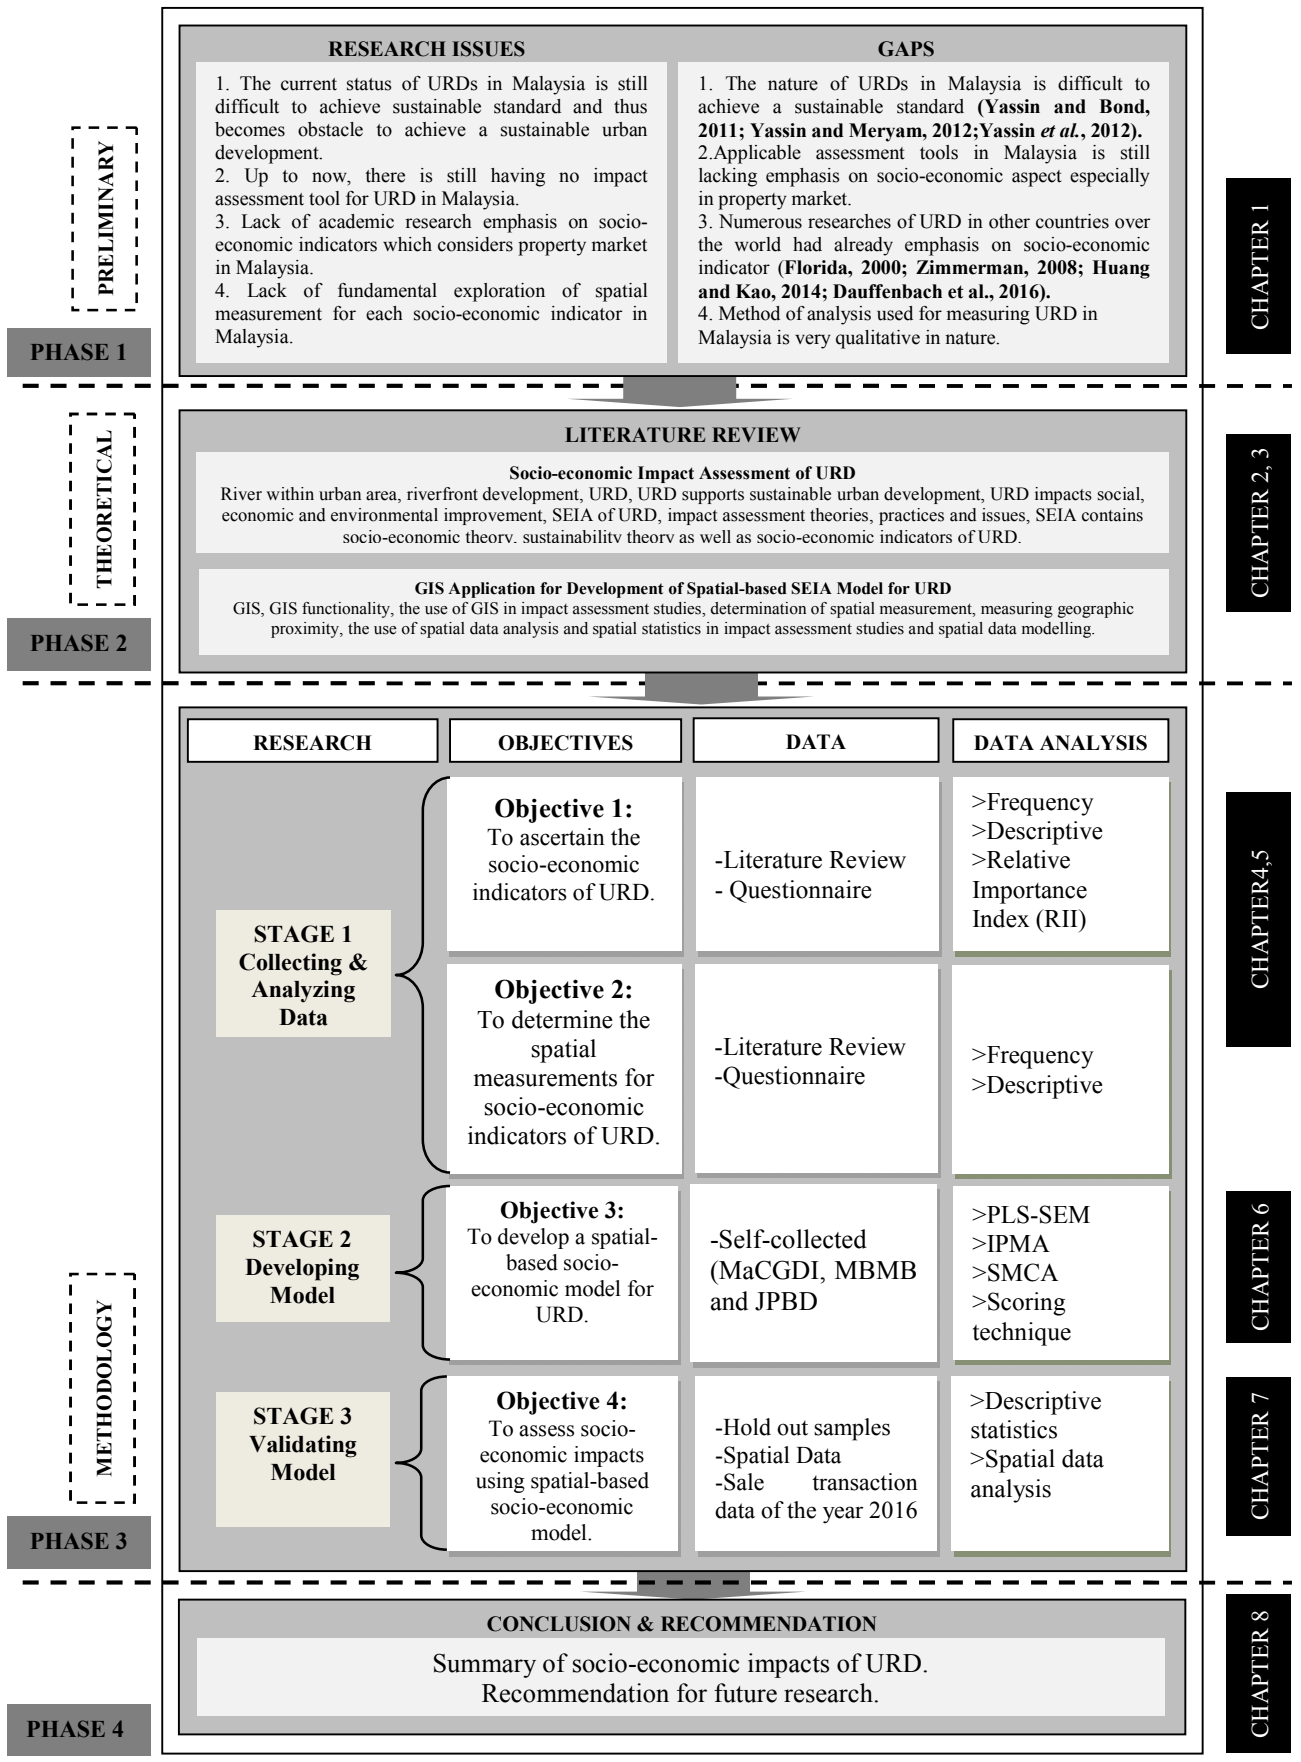 RESEARCH ISSUES
1. The current status of URDs in Malaysia is still
difficult to achieve sustainable standard and thus
becomes obstacle to achieve a sustainable urban
development.
2. Up to now, there is still having no impact
assessment tool for URD in Malaysia.
3. Lack of academic research emphasis on socio-
economic indicators which considers property market
in Malaysia.
4. Lack of fundamental exploration of spatial
measurement for each socio-economic indicator in
Malaysia.
GAPS
1. The nature of URDs in Malaysia is difficult to
achieve a sustainable standard (Yassin and Bond,
2011; Yassin and Meryam, 2012;Yassin et al., 2012).
2.Applicable assessment tools in Malaysia is still
lacking emphasis on socio-economic aspect especially
in property market.
3. Numerous researches of URD in other countries over
the world had already emphasis on socio-economic
indicator (Florida, 2000; Zimmerman, 2008; Huang
and Kao, 2014; Dauffenbach et al., 2016).
4. Method of analysis used for measuring URD in
Malaysia is very qualitative in nature.
PRELIMINARY
PHASE 1
CHAPTER 1
LITERATURE REVIEW
Socio-economic Impact Assessment of URD
River within urban area, riverfront development, URD, URD supports sustainable urban development, URD impacts social,
economic and environmental improvement, SEIA of URD, impact assessment theories, practices and issues, SEIA contains
socio-economic theory, sustainability theory as well as socio-economic indicators of URD.
GIS Application for Development of Spatial-based SEIA Model for URD
GIS, GIS functionality, the use of GIS in impact assessment studies, determination of spatial measurement, measuring geographic
proximity, the use of spatial data analysis and spatial statistics in impact assessment studies and spatial data modelling.
THEORETICAL
PHASE 2
CHAPTER 2, 3
RESEARCH
OBJECTIVES
DATA
DATA ANALYSIS
STAGE 1
Collecting &
Analyzing
Data
Objective 1:
To ascertain the
socio-economic
indicators of URD.
-Literature Review
- Questionnaire
>Frequency
>Descriptive
>Relative
Importance
Index (RII)
Objective 2:
To determine the
spatial
measurements for
socio-economic
indicators of URD.
-Literature Review
-Questionnaire
>Frequency
>Descriptive
CHAPTER4,5
STAGE 2
Developing
Model
Objective 3:
To develop a spatial-
based socio-
economic model for
URD.
-Self-collected
(MaCGDI, MBMB
and JPBD
>PLS-SEM
>IPMA
>SMCA
>Scoring
technique
CHAPTER 6
STAGE 3
Validating
Model
Objective 4:
To assess socio-
economic impacts
using spatial-based
socio-economic
model.
-Hold out samples
-Spatial Data
-Sale transaction
data of the year 2016
>Descriptive
statistics
>Spatial data
analysis
CHAPTER 7
METHODOLOGY
PHASE 3
CONCLUSION & RECOMMENDATION
Summary of socio-economic impacts of URD.
Recommendation for future research.
PHASE 4
CHAPTER 8